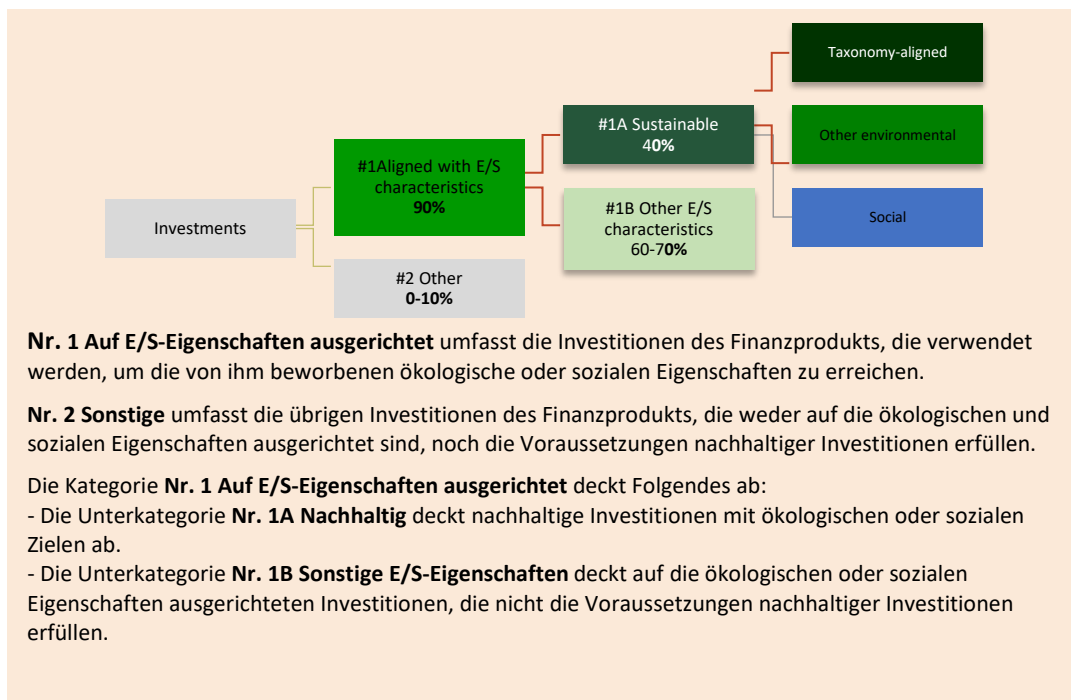 Taxonomy-aligned
#1A Sustainable
40%
Other environmental
#1Aligned with E/S
characteristics
90%
#1B Other E/S
characteristics
60-70%
Social
Investments
#2 Other
0-10%
Nr. 1 Auf E/S-Eigenschaften ausgerichtet umfasst die Investitionen des Finanzprodukts, die verwendet
werden, um die von ihm beworbenen ökologische oder sozialen Eigenschaften zu erreichen.
Nr. 2 Sonstige umfasst die übrigen Investitionen des Finanzprodukts, die weder auf die ökologischen und
sozialen Eigenschaften ausgerichtet sind, noch die Voraussetzungen nachhaltiger Investitionen erfüllen.
Die Kategorie Nr. 1 Auf E/S-Eigenschaften ausgerichtet deckt Folgendes ab:
- Die Unterkategorie Nr. 1A Nachhaltig deckt nachhaltige Investitionen mit ökologischen oder sozialen
Zielen ab.
- Die Unterkategorie Nr. 1B Sonstige E/S-Eigenschaften deckt auf die ökologischen oder sozialen
Eigenschaften ausgerichteten Investitionen, die nicht die Voraussetzungen nachhaltiger Investitionen
erfüllen.